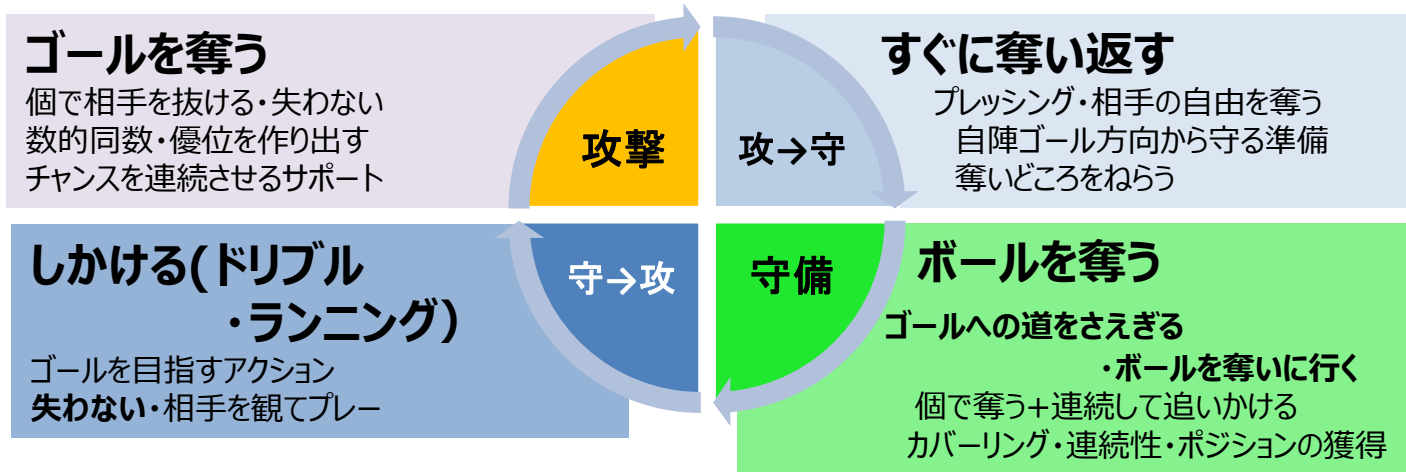 ゴールを奪う
個で相手を抜ける・失わない
数的同数・優位を作り出す
チャンスを連続させるサポート
攻撃
攻→守
すぐに奪い返す
プレッシング・相手の自由を奪う
自陣ゴール方向から守る準備
奪いどころをねらう
しかける(ドリブル
・ランニング)
ゴールを目指すアクション
失わない・相手を観てプレー
守→攻
守備
ボールを奪う
ゴールへの道をさえぎる
・ボールを奪いに行く
個で奪う+連続して追いかける
カバーリング・連続性・ポジションの獲得